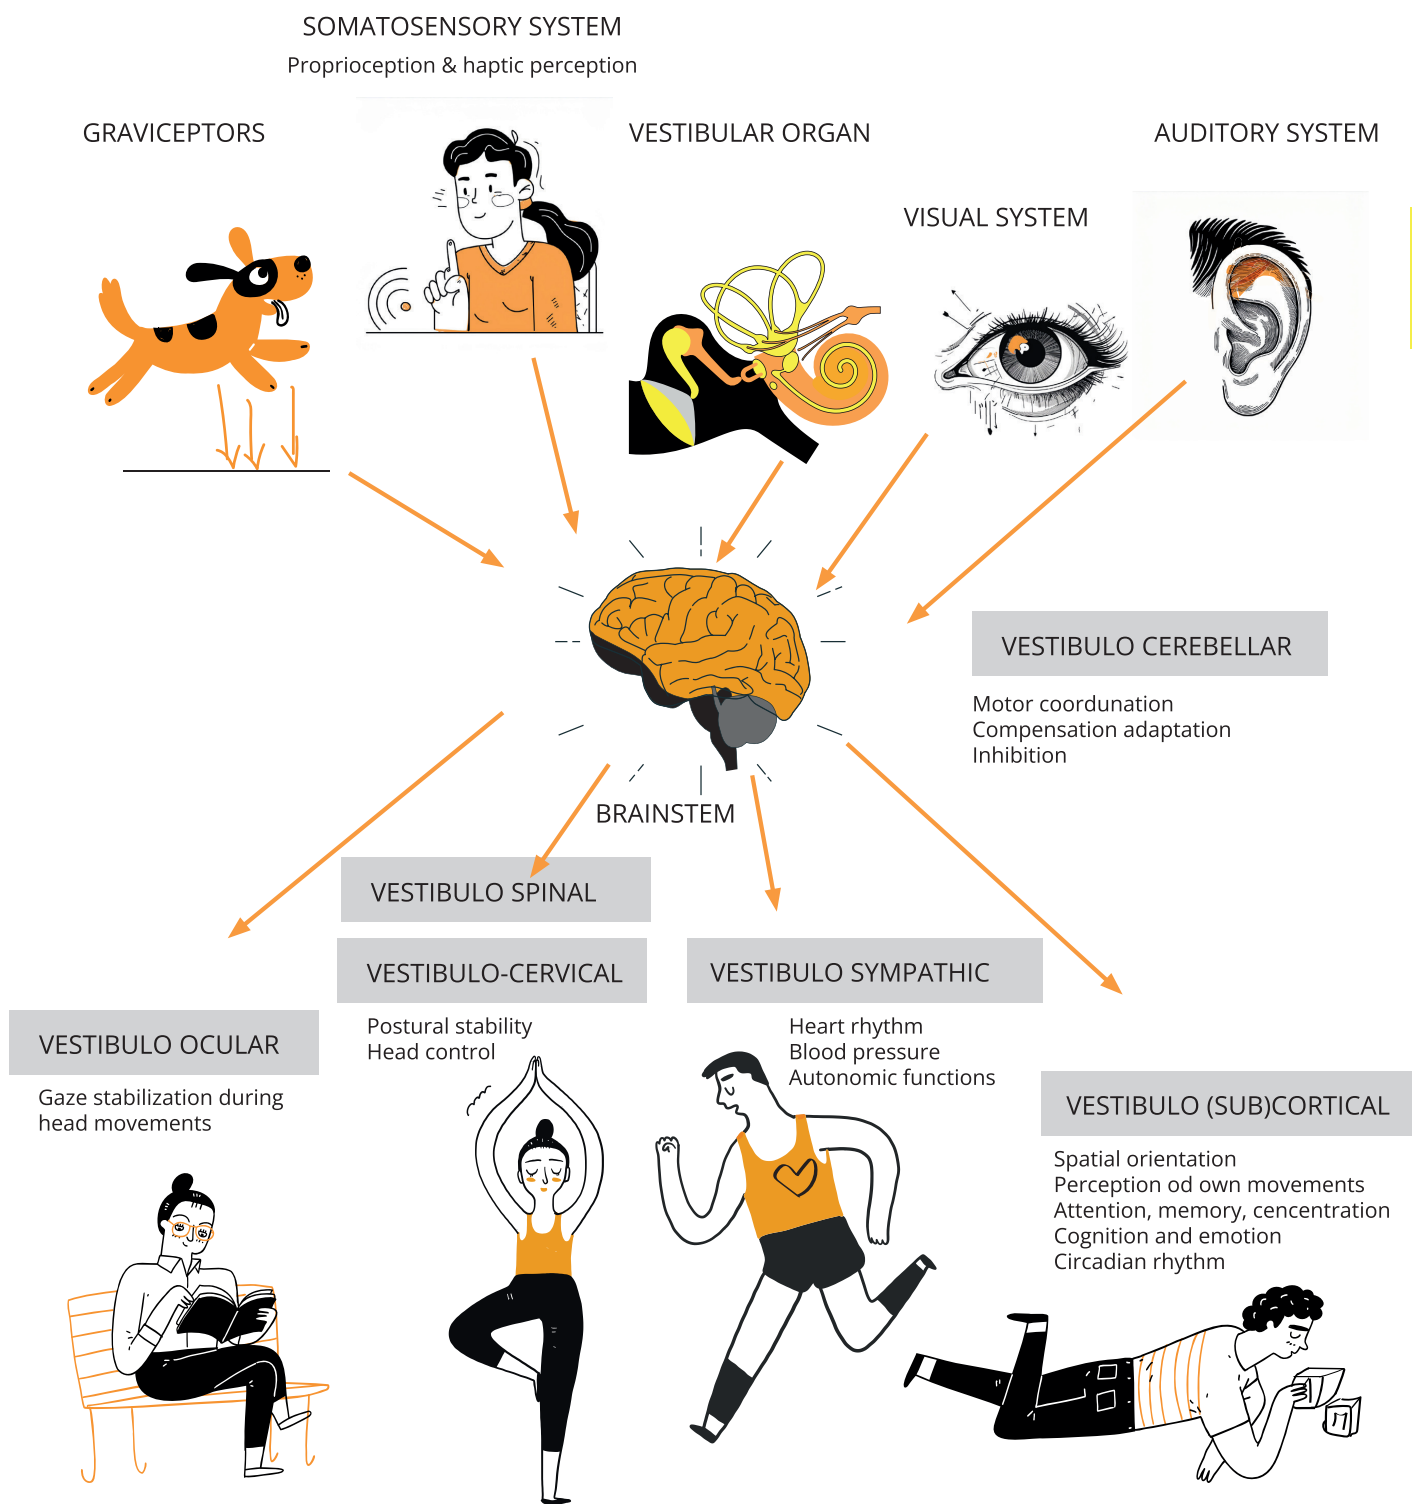 SOMATOSENSORY SYSTEM
Proprioception & haptic perception
GRAVICEPTORS
VESTIBULAR ORGAN
AUDITORY SYSTEM
VISUAL SYSTEM
VESTIBULO CEREBELLAR
Motor coordunation
Compensation adaptation
Inhibition
BRAINSTEM
VESTIBULO SPINAL
VESTIBULO-CERVICAL
Postural stability
Head control
VESTIBULO SYMPATHIC
Heart rhythm
Blood pressure
Autonomic functions
VESTIBULO OCULAR
Gaze stabilization during
head movements
VESTIBULO (SUB)CORTICAL
Spatial orientation
Perception od own movements
Attention, memory, cencentration
Cognition and emotion
Circadian rhythm